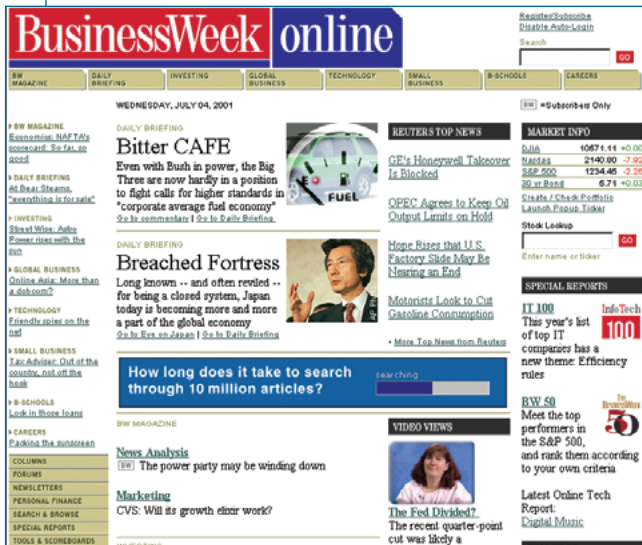 BusinessWeek online
Register/Subscribe
Disable Auto-Login
Search
GO
BW MAGAZINE
DAILY BRIEFING
INVESTING
GLOBAL BUSINESS
TECHNOLOGY
SMALL BUSINESS
B-SCHOOLS
CAREERS
WEDNESDAY, JULY 04, 2001
BW =Subscribers Only
BW MAGAZINE
Economics: NAFTA's
scorecard: So far, so
good
DAILY BRIEFING
At Bear Stearns,
"everything is for sale"
INVESTING
Street Wise: Astro
Power rises with the
sun
GLOBAL BUSINESS
Online Asia: More than
a dotcom?
TECHNOLOGY
Friendly spies on the
net
SMALL BUSINESS
Tax Adviser: Out of the
country, not off the
hook
B-SCHOOLS
Lock in those loans
CAREERS
Packing the sunscreen
COLUMNS
FORUMS
NEWSLETTERS
PERSONAL FINANCE
SEARCH & BROWSE
SPECIAL REPORTS
TOOLS & SCOREBOARDS
DAILY BRIEFING
Bitter CAFE
Even with Bush in power, the Big
Three are now hardly in a position
to fight calls for higher standards in
"corporate average fuel economy"
Go to commentary | Go to Daily Briefing
FUEL
DAILY BRIEFING
Breached Fortress
Long known -- and often reviled --
for being a closed system, Japan
today is becoming more and more
a part of the global economy
Go to Eye on Japan | Go to Daily Briefing
How long does it take to search
through 10 million articles?
searching
BW MAGAZINE
News Analysis
BW The power party may be winding down
Marketing
CVS: Will its growth elixir work?
INVESTING
REUTERS TOP NEWS
GE's Honeywell Takeover
Is Blocked
OPEC Agrees to Keep Oil
Output Limits on Hold
Hope Rises that U.S.
Factory Slide May Be
Nearing an End
Motorists Look to Cut
Gasoline Consumption
• More Top News from Reuters
VIDEO VIEWS
The Fed Divided?
The recent quarter-point
cut was likely a
MARKET INFO
DJIA 10571.11 +0.00
Nasdaq 2140.80 -7.92
S&P 500 1234.45 -2.26
30 yr Bond 5.71 +0.03
Create / Check Portfolio
Launch Popup Ticker
Stock Lookup
GO
Enter name or ticker
SPECIAL REPORTS
IT 100
InfoTech
100
This year's list
of top IT
companies has a
new theme: Efficiency
rules
BW 50
50
Meet the top
performers in
the S&P 500,
and rank them according
to your own criteria
Latest Online Tech
Report:
Digital Music